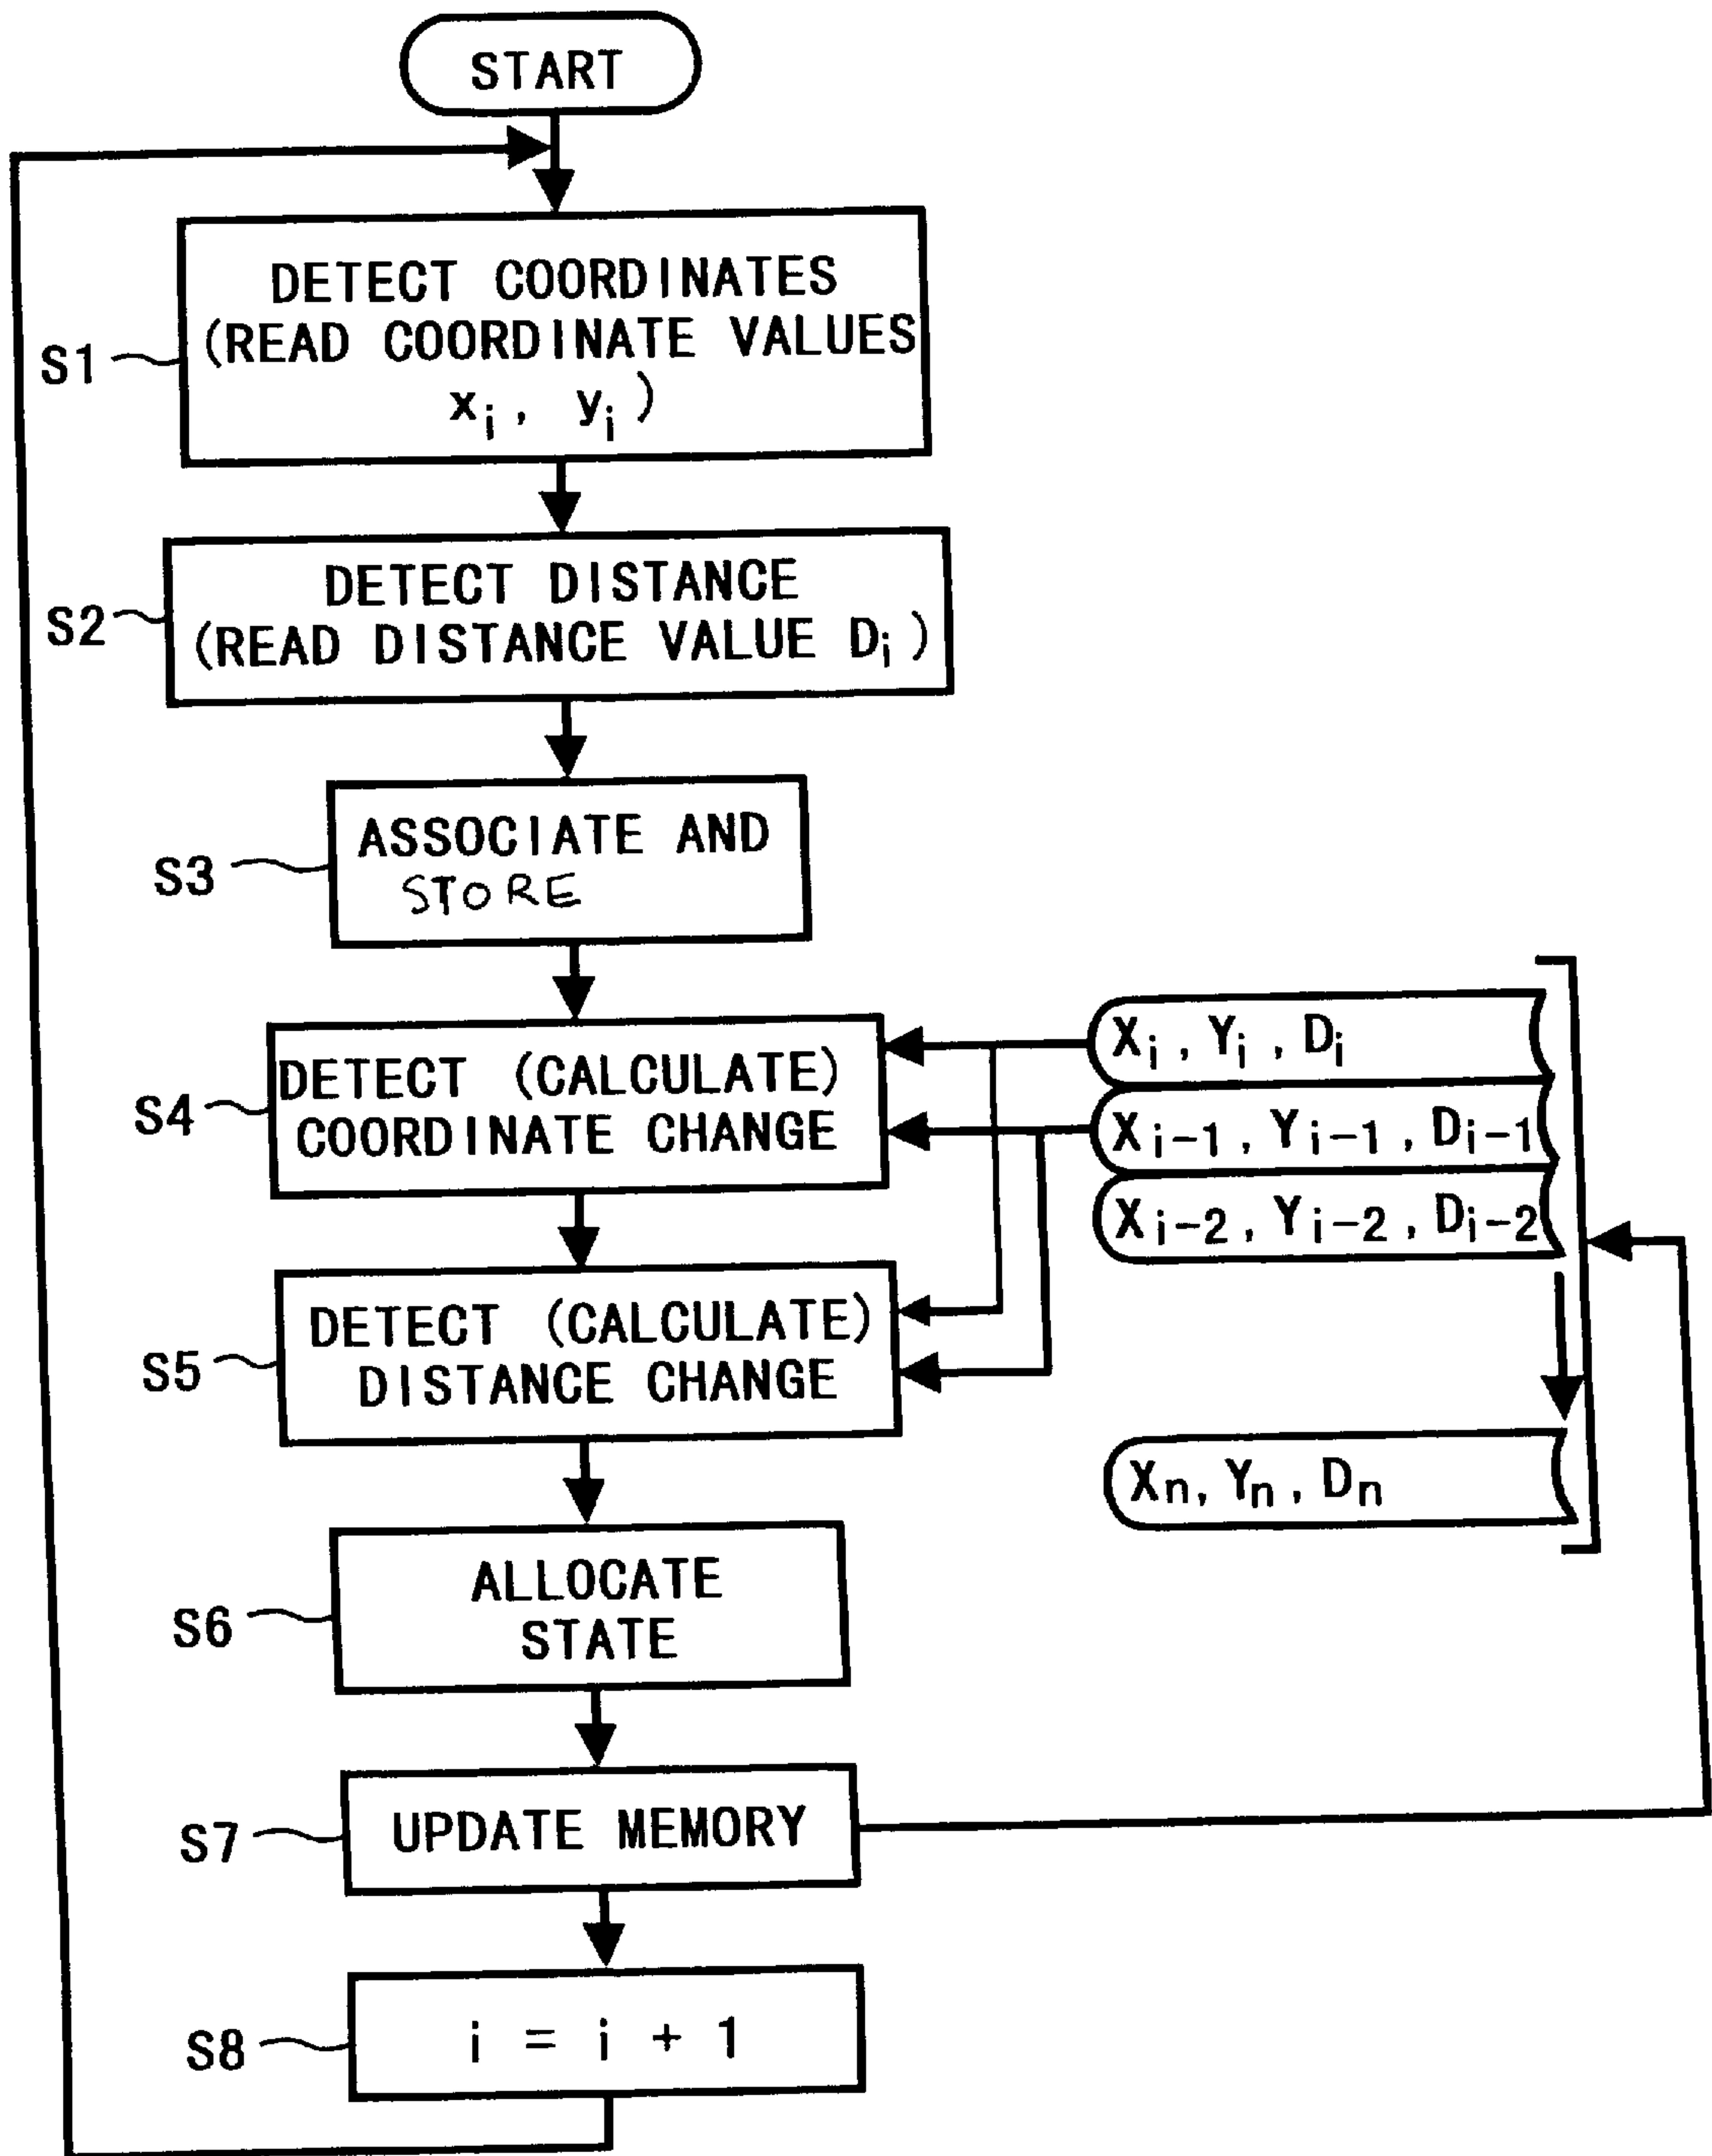 START
DETECT COORDINATES
(READ COORDINATE VALUES
xi, yi)
S1
DETECT DISTANCE
(READ DISTANCE VALUE Di)
S2
ASSOCIATE AND
STORE
S3
DETECT (CALCULATE)
COORDINATE CHANGE
S4
Xi, Yi, Di
Xi-1, Yi-1, Di-1
Xi-2, Yi-2, Di-2
DETECT (CALCULATE)
DISTANCE CHANGE
S5
Xn, Yn, Dn
ALLOCATE
STATE
S6
UPDATE MEMORY
S7
i = i + 1
S8